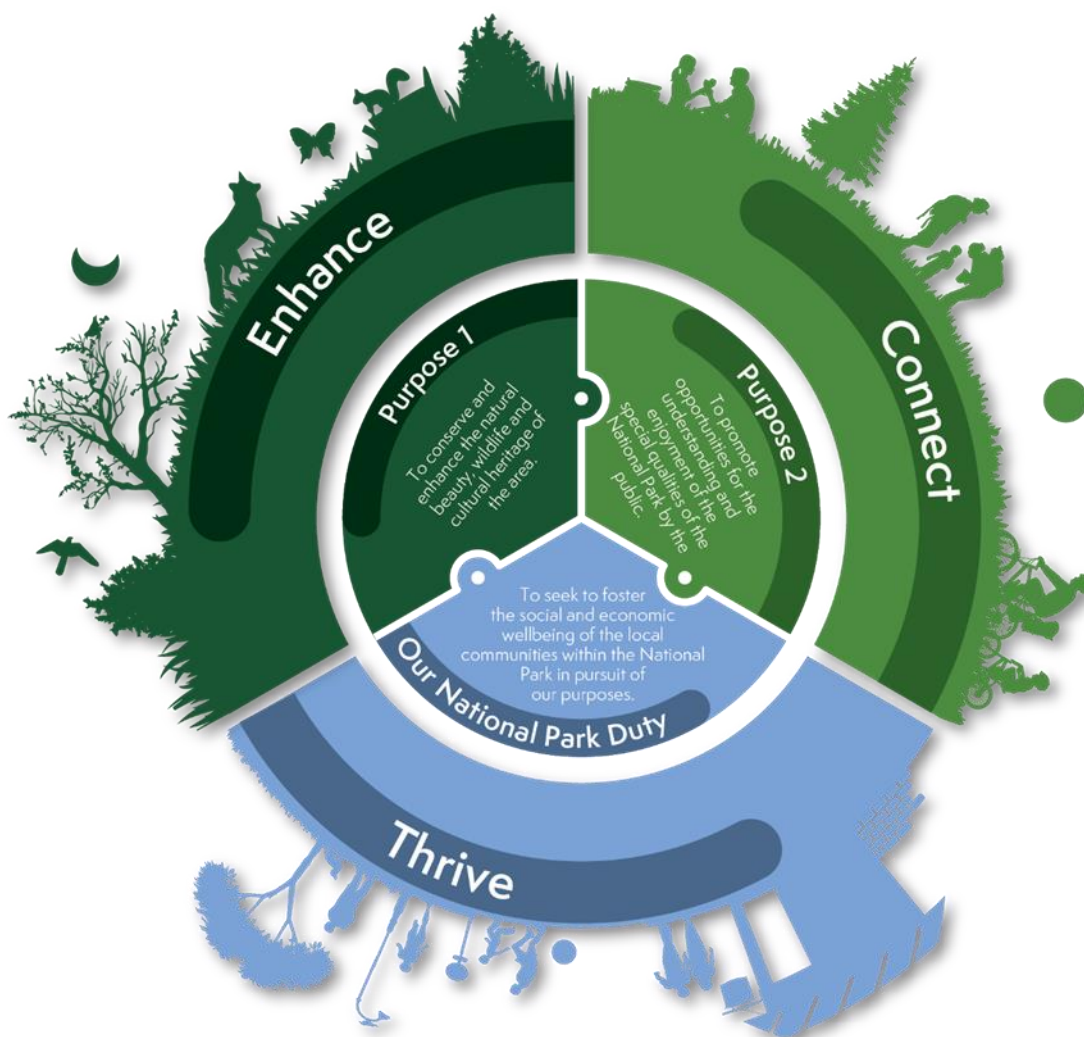 Enhance
Purpose 1
To conserve and
enhance the natural
beauty, wildlife and
cultural heritage of
the area.
Connect
Purpose 2
To promote
opportunities for the
understanding and
enjoyment of the
special qualities of the
National Park by the
public.
To seek to foster
the social and economic
wellbeing of the local
communities within the National
Park in pursuit of
our purposes.
Our National Park Duty
Thrive